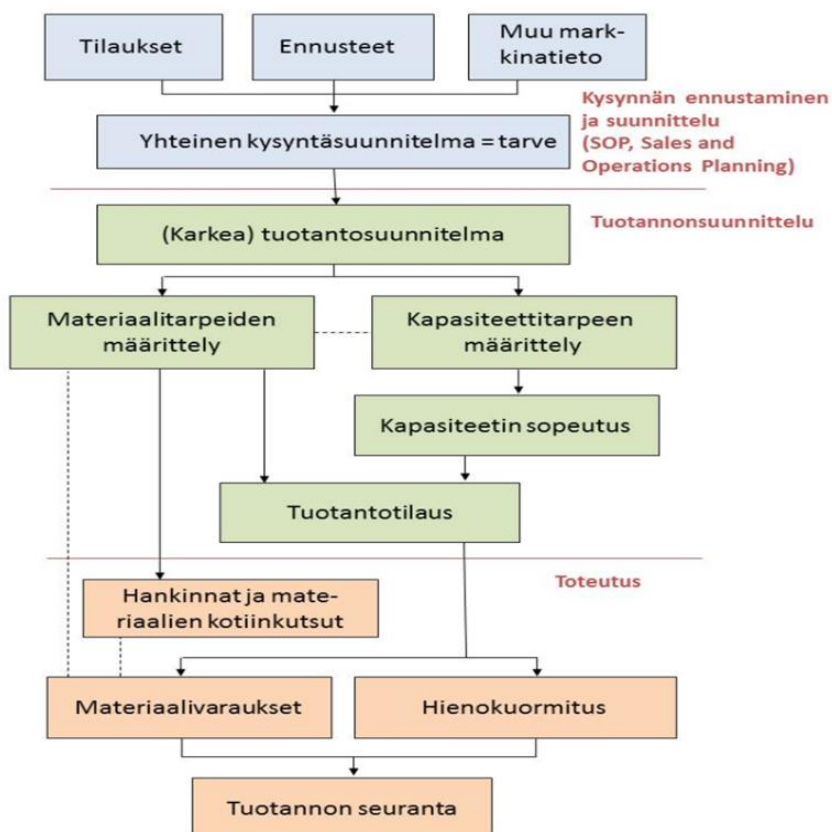 Tilaukset
Ennusteet
Muu mark-
kinatieto
Kysynnän ennustaminen
ja suunnittelu
(SOP, Sales and
Operations Planning)
Yhteinen kysyntäsuunnitelma = tarve
Tuotannonsuunnittelu
(Karkea) tuotantosuunnitelma
Materiaalitarpeiden
määrittely
Kapasiteettitarpeen
määrittely
Kapasiteetin sopeutus
Tuotantotilaus
Toteutus
Hankinnat ja mate-
riaalien kotiinkutsut
Materiaalivaraukset
Hienokuormitus
Tuotannon seuranta